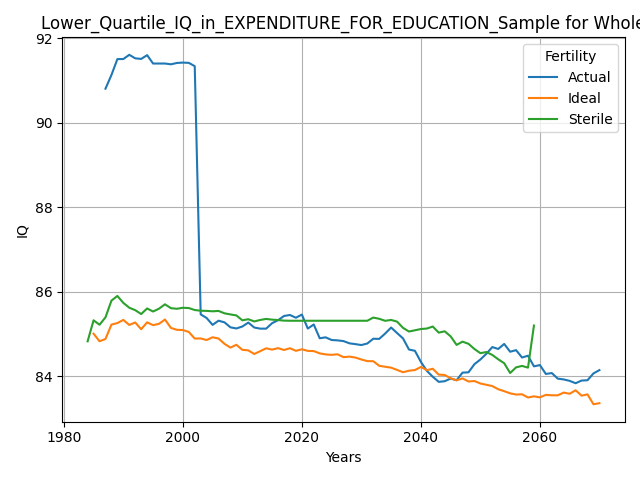 Lower_Quartile_IQ_in_EXPENDITURE_FOR_EDUCATION_Sample for Whole
92
90
88
86
84
IQ
Fertility
Actual
Ideal
Sterile
1980 2000 2020 2040 2060
Years